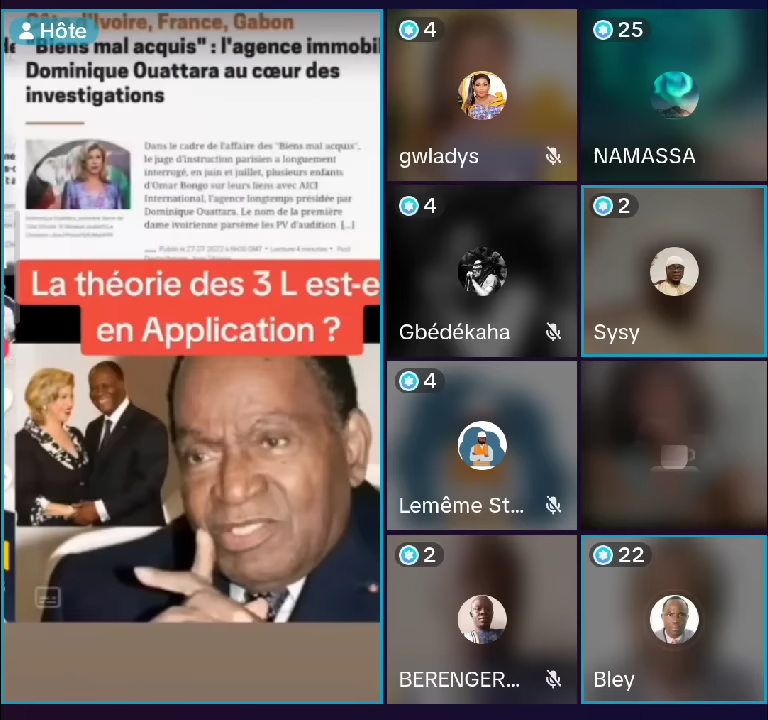 Côte d'Ivoire, France, Gabon
Hôte
"Biens mal acquis" : l'agence immobil
Dominique Ouattara au cœur des
investigations
Dans le cadre de l'affaire des "Biens mal acquis",
le juge d'instruction parisien a longuement
interrogé, en juin et juillet, plusieurs enfants
d'Omar Bongo sur leurs liens avec AICI
International, l'agence longtemps présidée par
Dominique Ouattara. Le nom de la première
dame ivoirienne parsème les PV d'audition. [...]
La théorie des 3 L est-e
en Application ?
4
gwladys
25
NAMASSA
4
Gbédékaha
2
Sysy
4
Lemême St...
2
BERENGER...
22
Bley